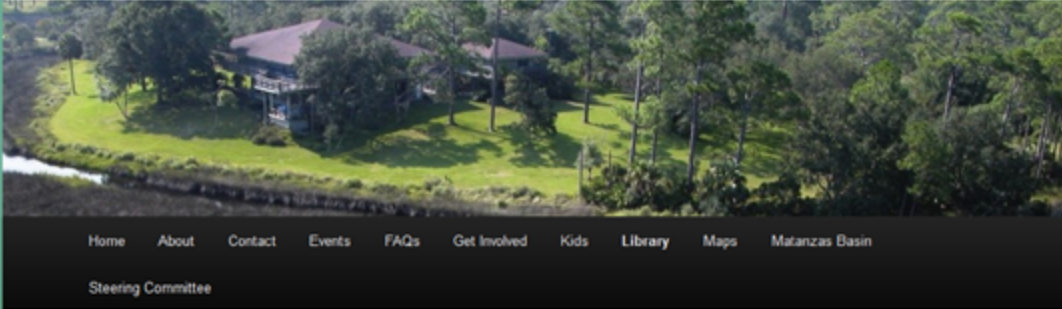 Home About Contact Events FAQs Get Involved Kids Library Maps Matanzas Basin
Steering Committee